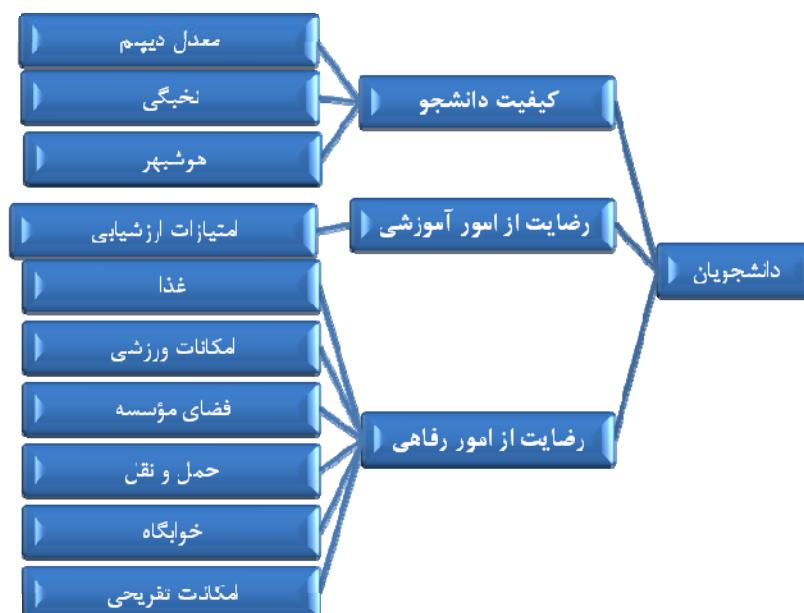 دانشجویان
کیفیت دانشجو
معدل دیپلم
نخبگی
هوشبهر
رضایت از امور آموزشی
امتیازات ارزشیابی
رضایت از امور رفاهی
غذا
امکانات ورزشی
فضای مؤسسه
حمل و نقل
خوابگاه
امکانات تفریحی